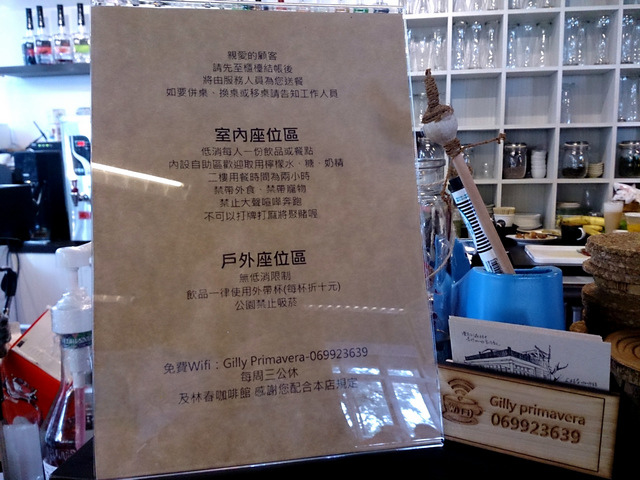 親愛的顧客
請先至櫃檯結帳後
將由服務人員為您送餐
如要併桌、換桌或移桌請告知工作人員
室內座位區
低消每人一份飲品或餐點
內設自助區歡迎取用檸檬水、糖、奶精
二樓用餐時間為兩小時
禁帶外食、禁帶寵物
禁止大聲喧嘩奔跑
不可以打牌打麻將聚賭喔
戶外座位區
無低消限制
飲品一律使用外帶杯(每杯折十元)
公園禁止吸菸
免費Wifi：Gilly Primavera-069923639
每周三公休
及林春咖啡館 感謝您配合本店規定
WiFi
Gilly primavera
069923639